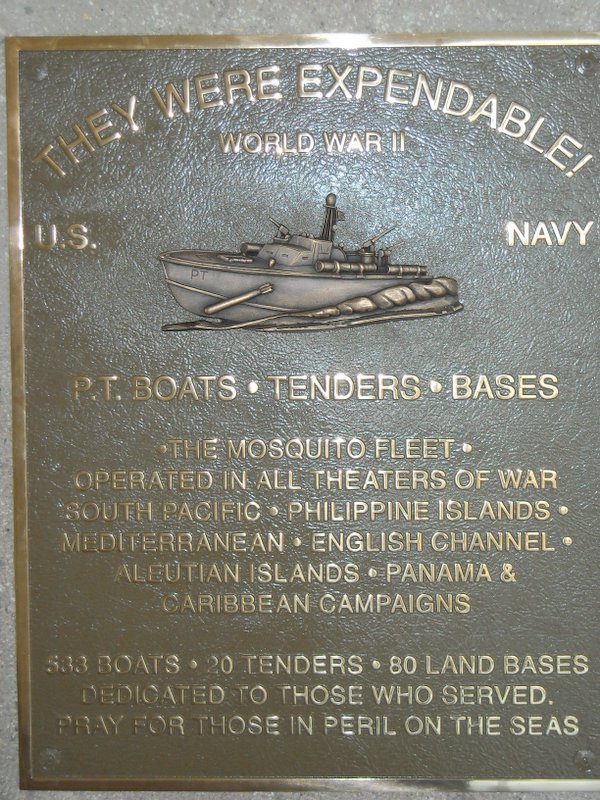 THEY WERE EXPENDABLE!
WORLD WAR II
U.S. NAVY
PT
P.T. BOATS • TENDERS • BASES
•THE MOSQUITO FLEET•
OPERATED IN ALL THEATERS OF WAR
SOUTH PACIFIC • PHILIPPINE ISLANDS •
MEDITERRANEAN • ENGLISH CHANNEL •
ALEUTIAN ISLANDS • PANAMA &
CARIBBEAN CAMPAIGNS
533 BOATS • 20 TENDERS • 80 LAND BASES
DEDICATED TO THOSE WHO SERVED.
PRAY FOR THOSE IN PERIL ON THE SEAS